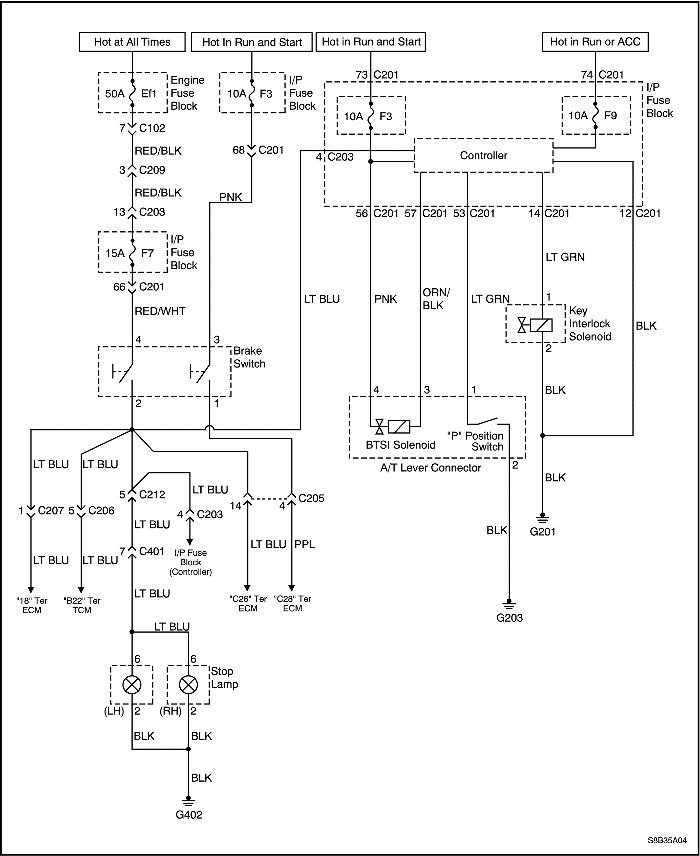 Hot at All Times
Hot In Run and Start
Hot in Run and Start
Hot in Run or ACC
73 C201
74 C201
50A Ef1
Engine
Fuse
Block
10A F3
I/P
Fuse
Block
10A F3
10A F9
I/P
Fuse
Block
7 C102
RED/BLK
68 C201
4 C203
Controller
3 C209
RED/BLK
PNK
13 C203
56 C201
57 C201
53 C201
14 C201
12 C201
15A F7
I/P
Fuse
Block
66 C201
RED/WHT
LT BLU
PNK
ORN/
BLK
LT GRN
LT GRN
1
Key
Interlock
Solenoid
2
BLK
4
3
Brake
Switch
2
1
4
3
1
BLK
BTSI Solenoid
"P" Position
Switch
2
A/T Lever Connector
BLK
LT BLU
LT BLU
5 C212
LT BLU
14
4
C205
1 C207
5 C206
LT BLU
4 C203
BLK
G201
LT BLU
LT BLU
7 C401
I/P Fuse
Block
(Controller)
LT BLU
PPL
"18" Ter
ECM
"B22" Ter
TCM
LT BLU
"C26" Ter
ECM
"C28" Ter
ECM
G203
LT BLU
6
6
Stop
Lamp
(LH) 2
(RH) 2
BLK
BLK
BLK
G402
S8B35A04